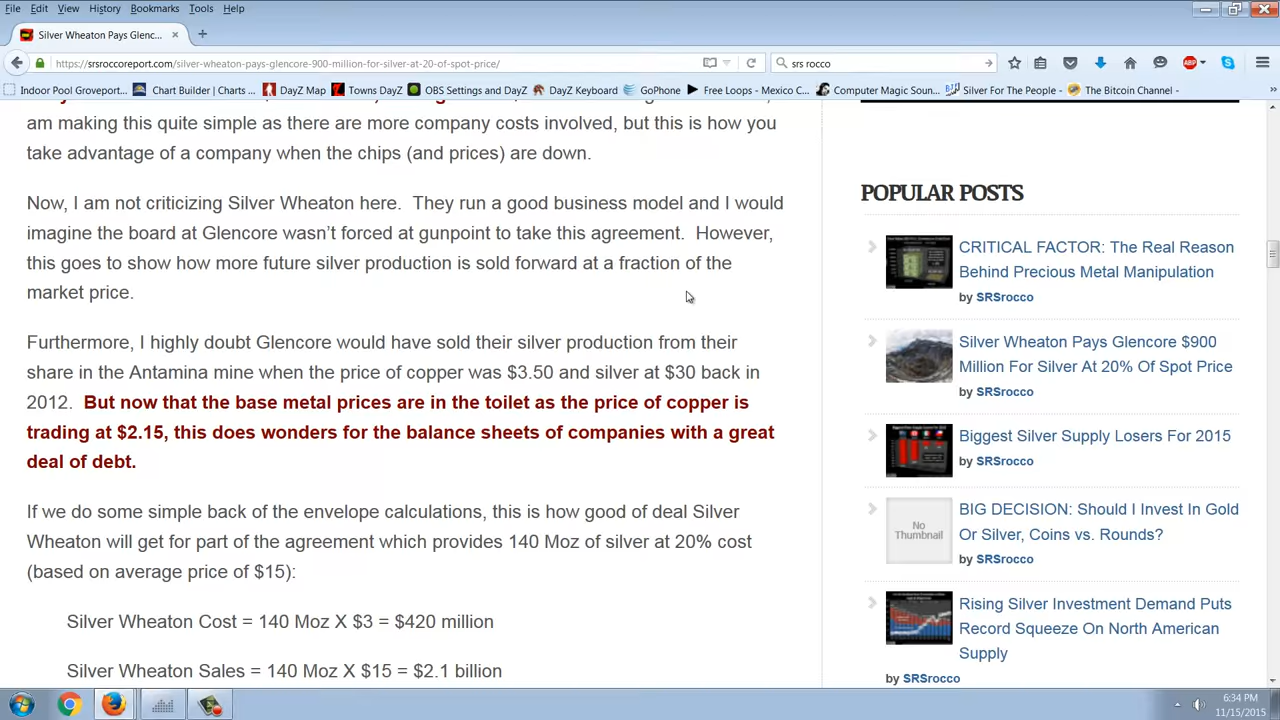 File Edit View History Bookmarks Tools Help
Silver Wheaton Pays Glenc...
https://srsroccoreport.com/silver-wheaton-pays-glencore-900-million-for-silver-at-20-of-spot-price/
srs rocco
Indoor Pool Groveport... Chart Builder | Charts ... DayZ Map Towns DayZ OBS Settings and DayZ DayZ Keyboard GoPhone Free Loops - Mexico C... Computer Magic Soun... Silver For The People - ... The Bitcoin Channel - ...
am making this quite simple as there are more company costs involved, but this is how you
take advantage of a company when the chips (and prices) are down.
Now, I am not criticizing Silver Wheaton here. They run a good business model and I would
imagine the board at Glencore wasn't forced at gunpoint to take this agreement. However,
this goes to show how more future silver production is sold forward at a fraction of the
market price.
Furthermore, I highly doubt Glencore would have sold their silver production from their
share in the Antamina mine when the price of copper was $3.50 and silver at $30 back in
2012. But now that the base metal prices are in the toilet as the price of copper is
trading at $2.15, this does wonders for the balance sheets of companies with a great
deal of debt.
If we do some simple back of the envelope calculations, this is how good of deal Silver
Wheaton will get for part of the agreement which provides 140 Moz of silver at 20% cost
(based on average price of $15):
Silver Wheaton Cost = 140 Moz X $3 = $420 million
Silver Wheaton Sales = 140 Moz X $15 = $2.1 billion
POPULAR POSTS
CRITICAL FACTOR: The Real Reason
Behind Precious Metal Manipulation
by SRSrocco
Silver Wheaton Pays Glencore $900
Million For Silver At 20% Of Spot Price
by SRSrocco
Biggest Silver Supply Losers For 2015
by SRSrocco
No
Thumbnail
BIG DECISION: Should I Invest In Gold
Or Silver, Coins vs. Rounds?
by SRSrocco
Rising Silver Investment Demand Puts
Record Squeeze On North American
Supply
by SRSrocco
6:34 PM
11/15/2015